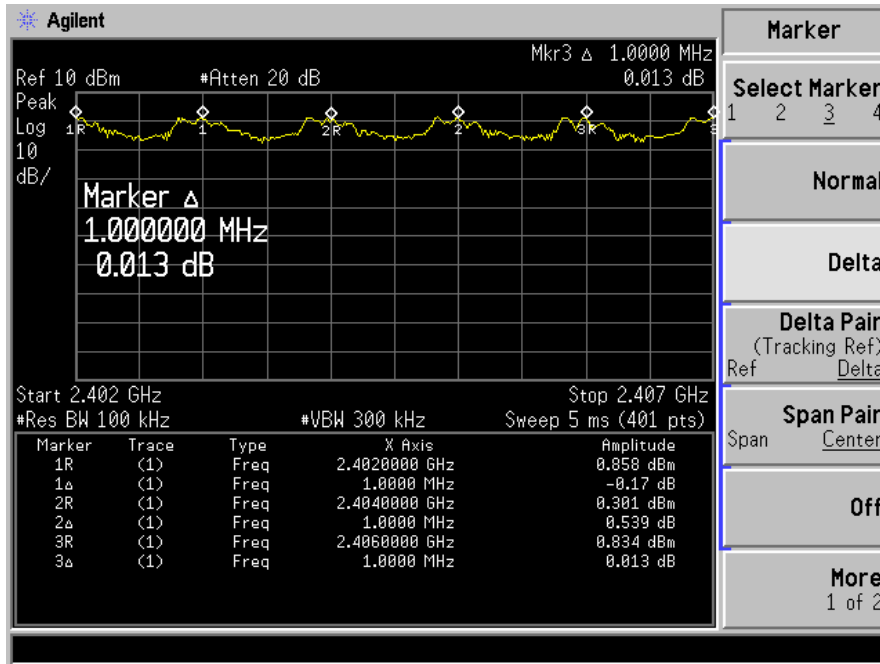 Agilent
Marker
Mkr3 Δ 1.0000 MHz
Ref 10 dBm #Atten 20 dB 0.013 dB
Peak
Log
10
dB/
1R 1 2R 2 3R 3
Marker Δ
1.000000 MHz
0.013 dB
Start 2.402 GHz Stop 2.407 GHz
#Res BW 100 kHz #VBW 300 kHz Sweep 5 ms (401 pts)
Marker Trace Type X Axis Amplitude
1R (1) Freq 2.4020000 GHz 0.858 dBm
1Δ (1) Freq 1.0000 MHz -0.17 dB
2R (1) Freq 2.4040000 GHz 0.301 dBm
2Δ (1) Freq 1.0000 MHz 0.539 dB
3R (1) Freq 2.4060000 GHz 0.834 dBm
3Δ (1) Freq 1.0000 MHz 0.013 dB
Select Marker
1 2 3 4
Normal
Delta
Delta Pair
(Tracking Ref)
Ref Delta
Span Pair
Span Center
Off
More
1 of 2